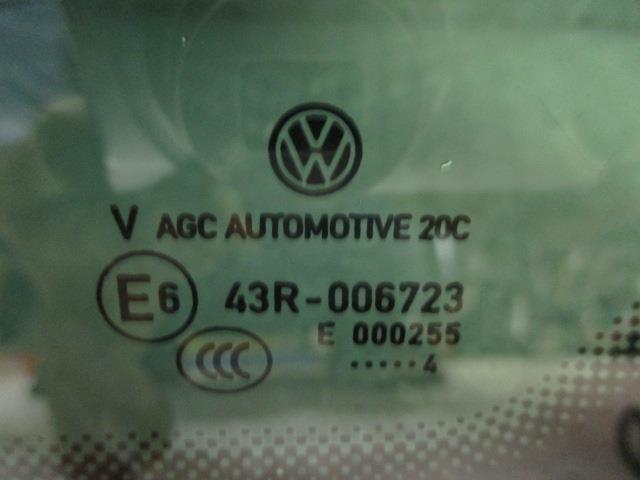 V AGC AUTOMOTIVE 20C
E6 43R-006723
E 000255
CCC
·····4